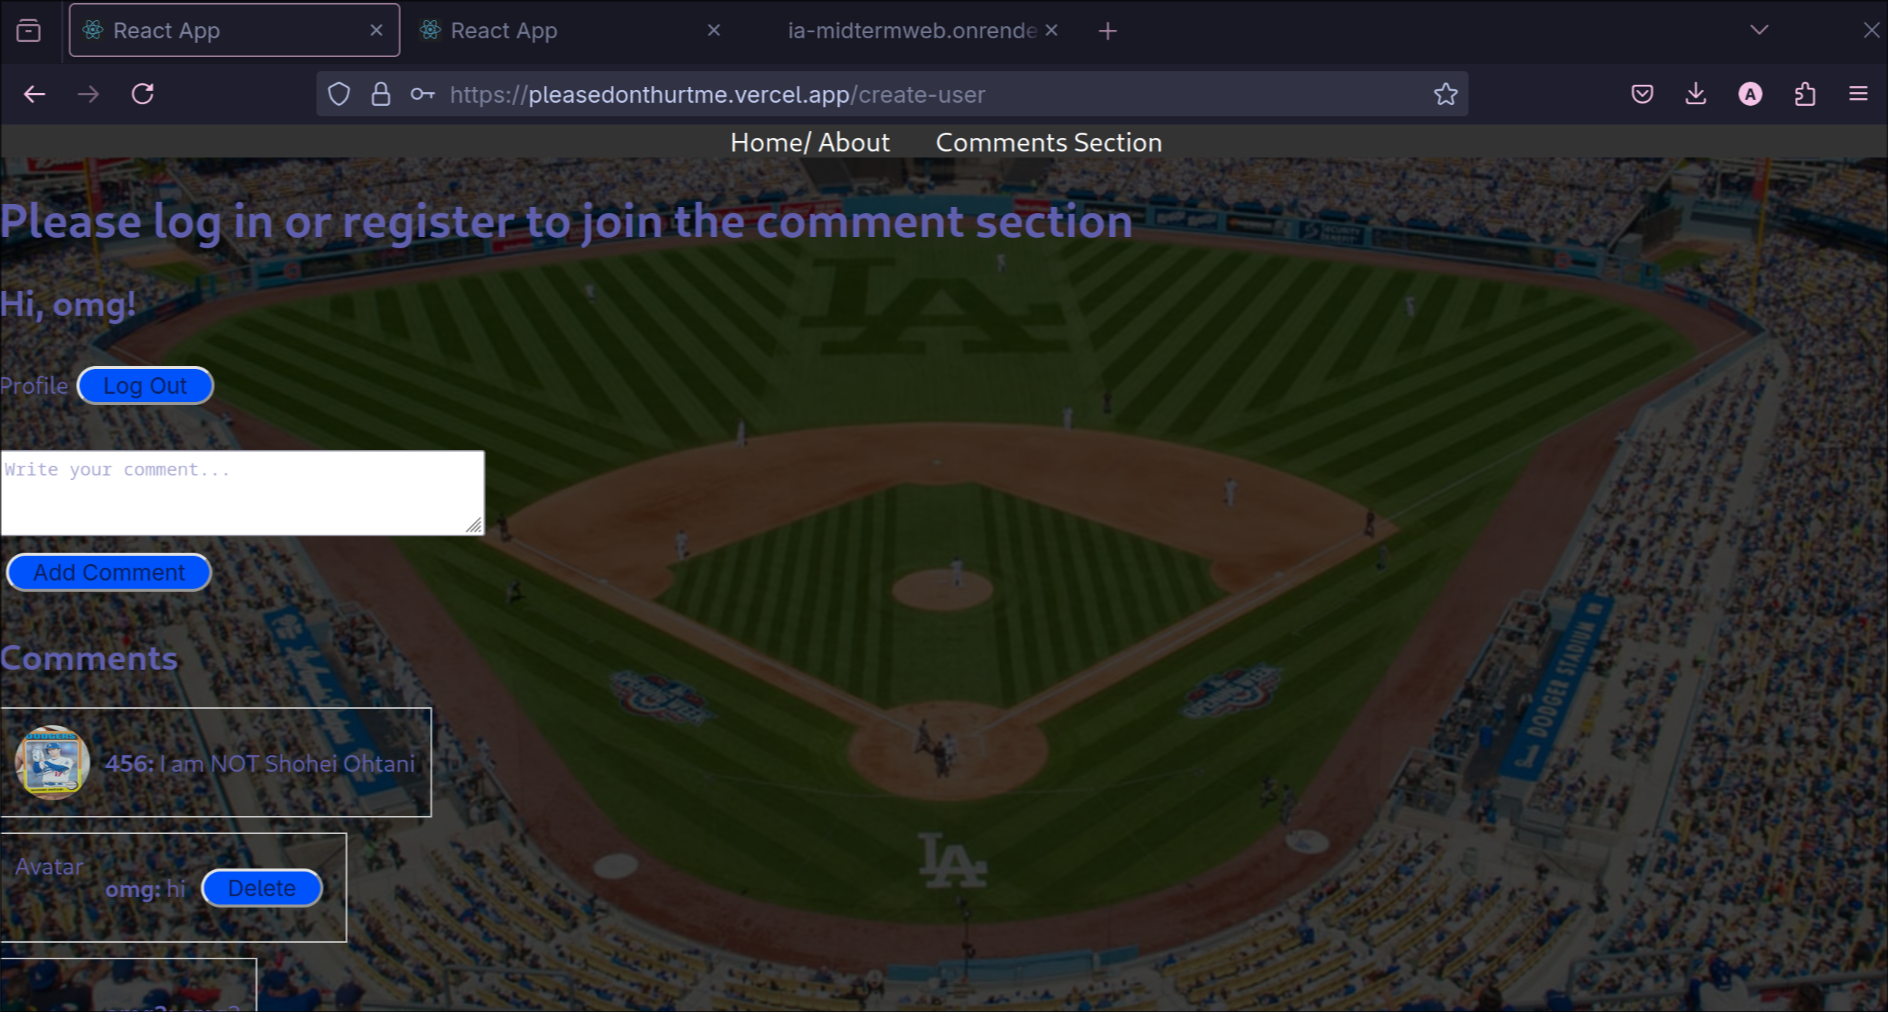 React App
React App
ia-midtermweb.onrende
https://pleasedonthurtme.vercel.app/create-user
A
Home/ About
Comments Section
Please log in or register to join the comment section
LA
Hi, omg!
Profile
Log Out
Write your comment...
Add Comment
Comments
DODGERS
456: I am NOT Shohei Ohtani
DODGER STADIUM
LA
Avatar
omg: hi
Delete